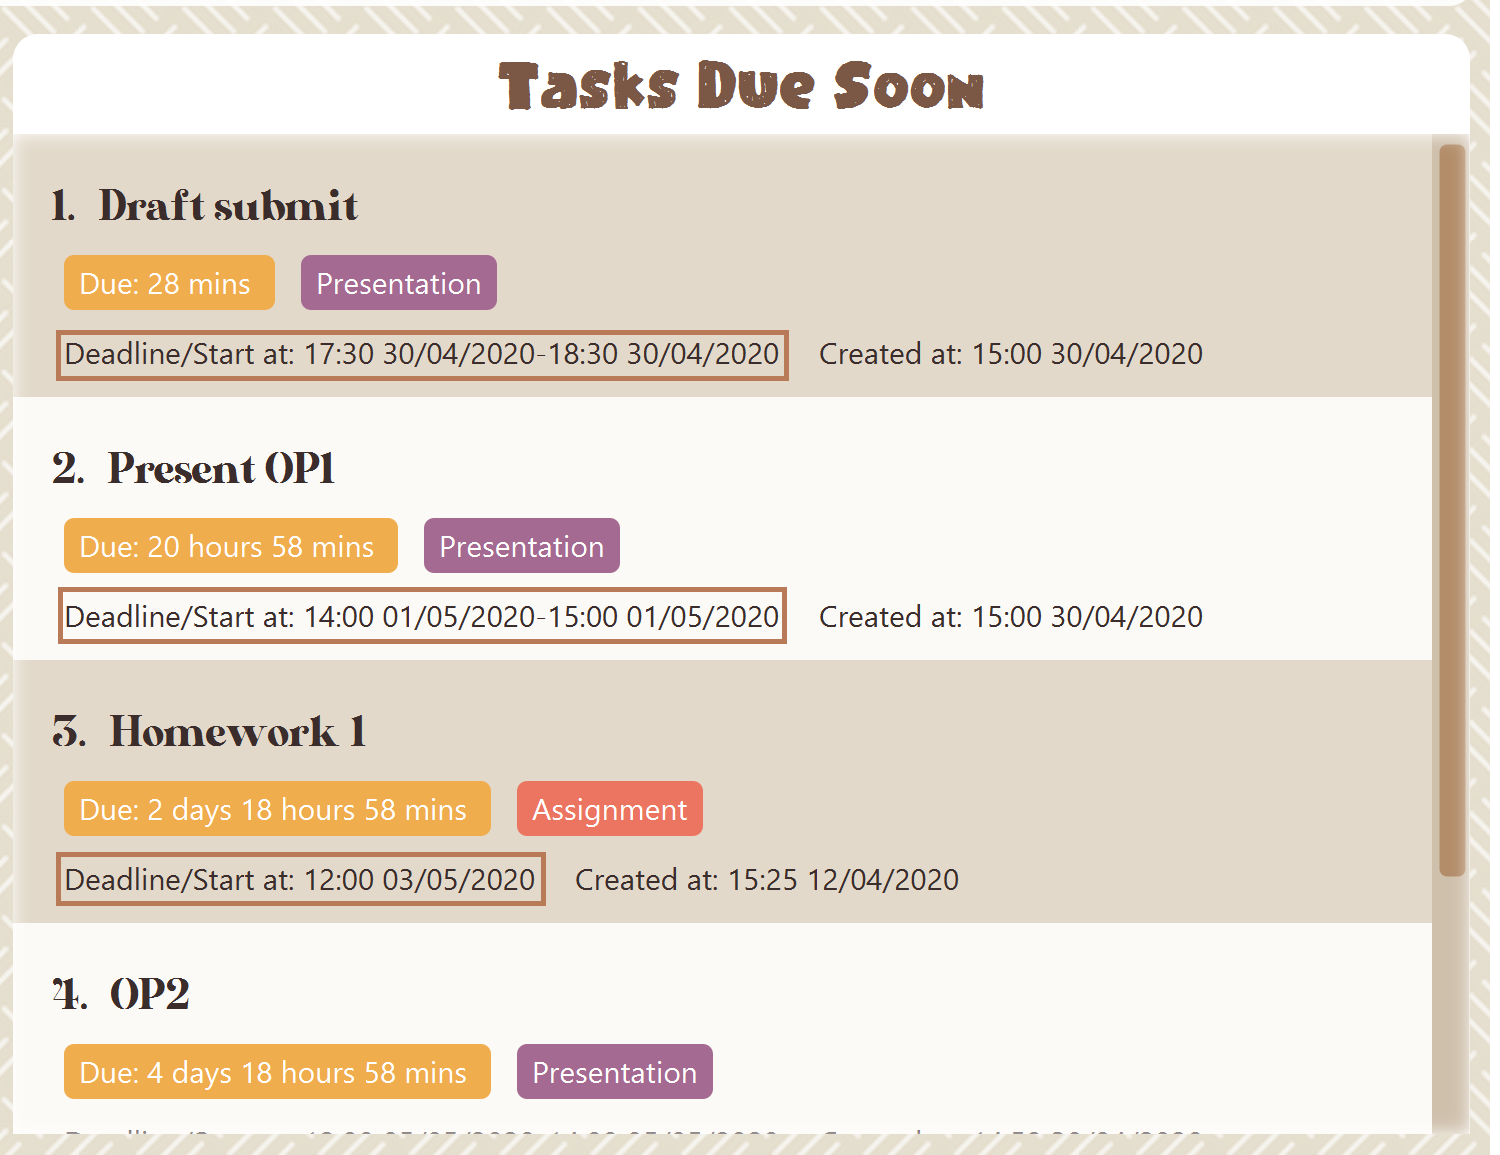 Tasks Due Soon
1. Draft submit
Due: 28 mins Presentation
Deadline/Start at: 17:30 30/04/2020-18:30 30/04/2020 Created at: 15:00 30/04/2020
2. Present OP1
Due: 20 hours 58 mins Presentation
Deadline/Start at: 14:00 01/05/2020-15:00 01/05/2020 Created at: 15:00 30/04/2020
3. Homework 1
Due: 2 days 18 hours 58 mins Assignment
Deadline/Start at: 12:00 03/05/2020 Created at: 15:25 12/04/2020
4. OP2
Due: 4 days 18 hours 58 mins Presentation